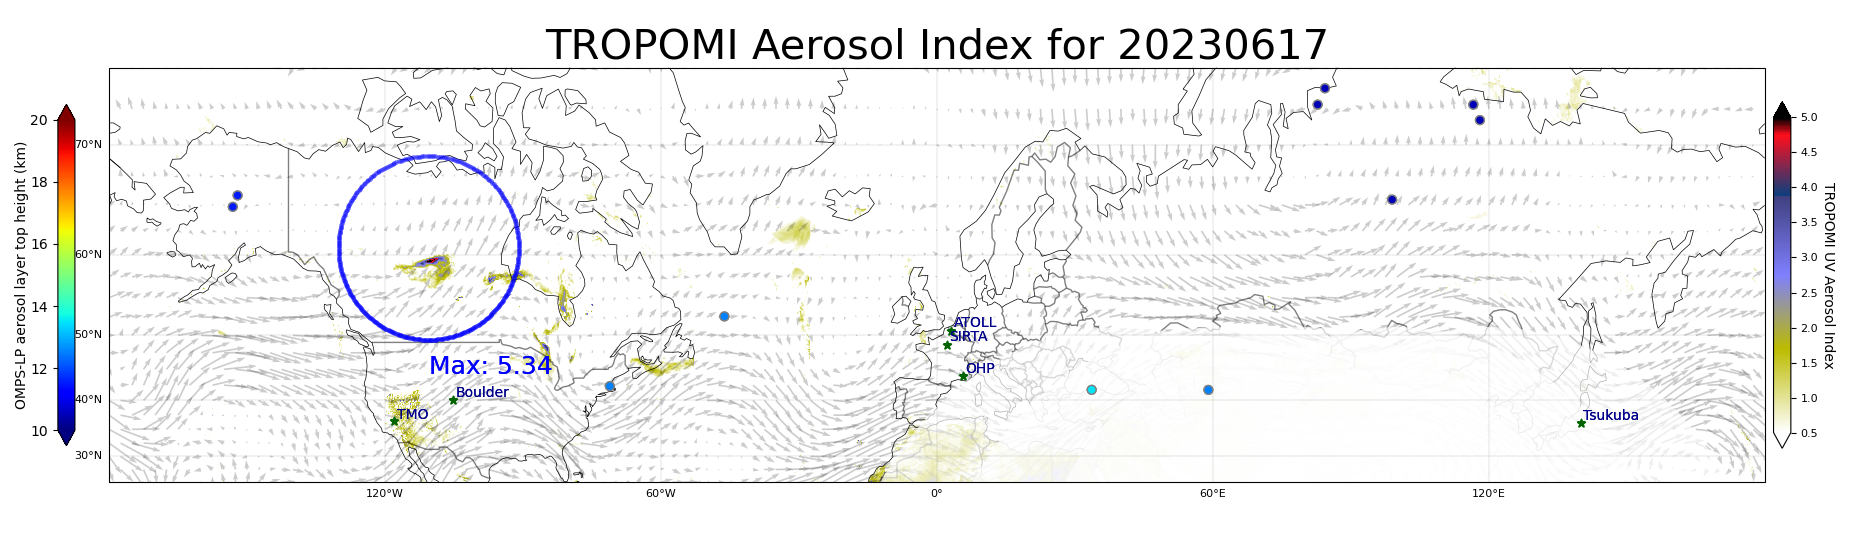 TROPOMI Aerosol Index for 20230617
OMPS-LP aerosol layer top height (km)
20
18
16
14
12
10
70°N
60°N
50°N
40°N
30°N
120°W
60°W
0°
60°E
120°E
Max: 5.34
Boulder
TMO
ATOLL
SIRTA
OHP
Tsukuba
5.0
4.5
4.0
3.5
3.0
2.5
2.0
1.5
1.0
0.5
TROPOMI UV Aerosol Index